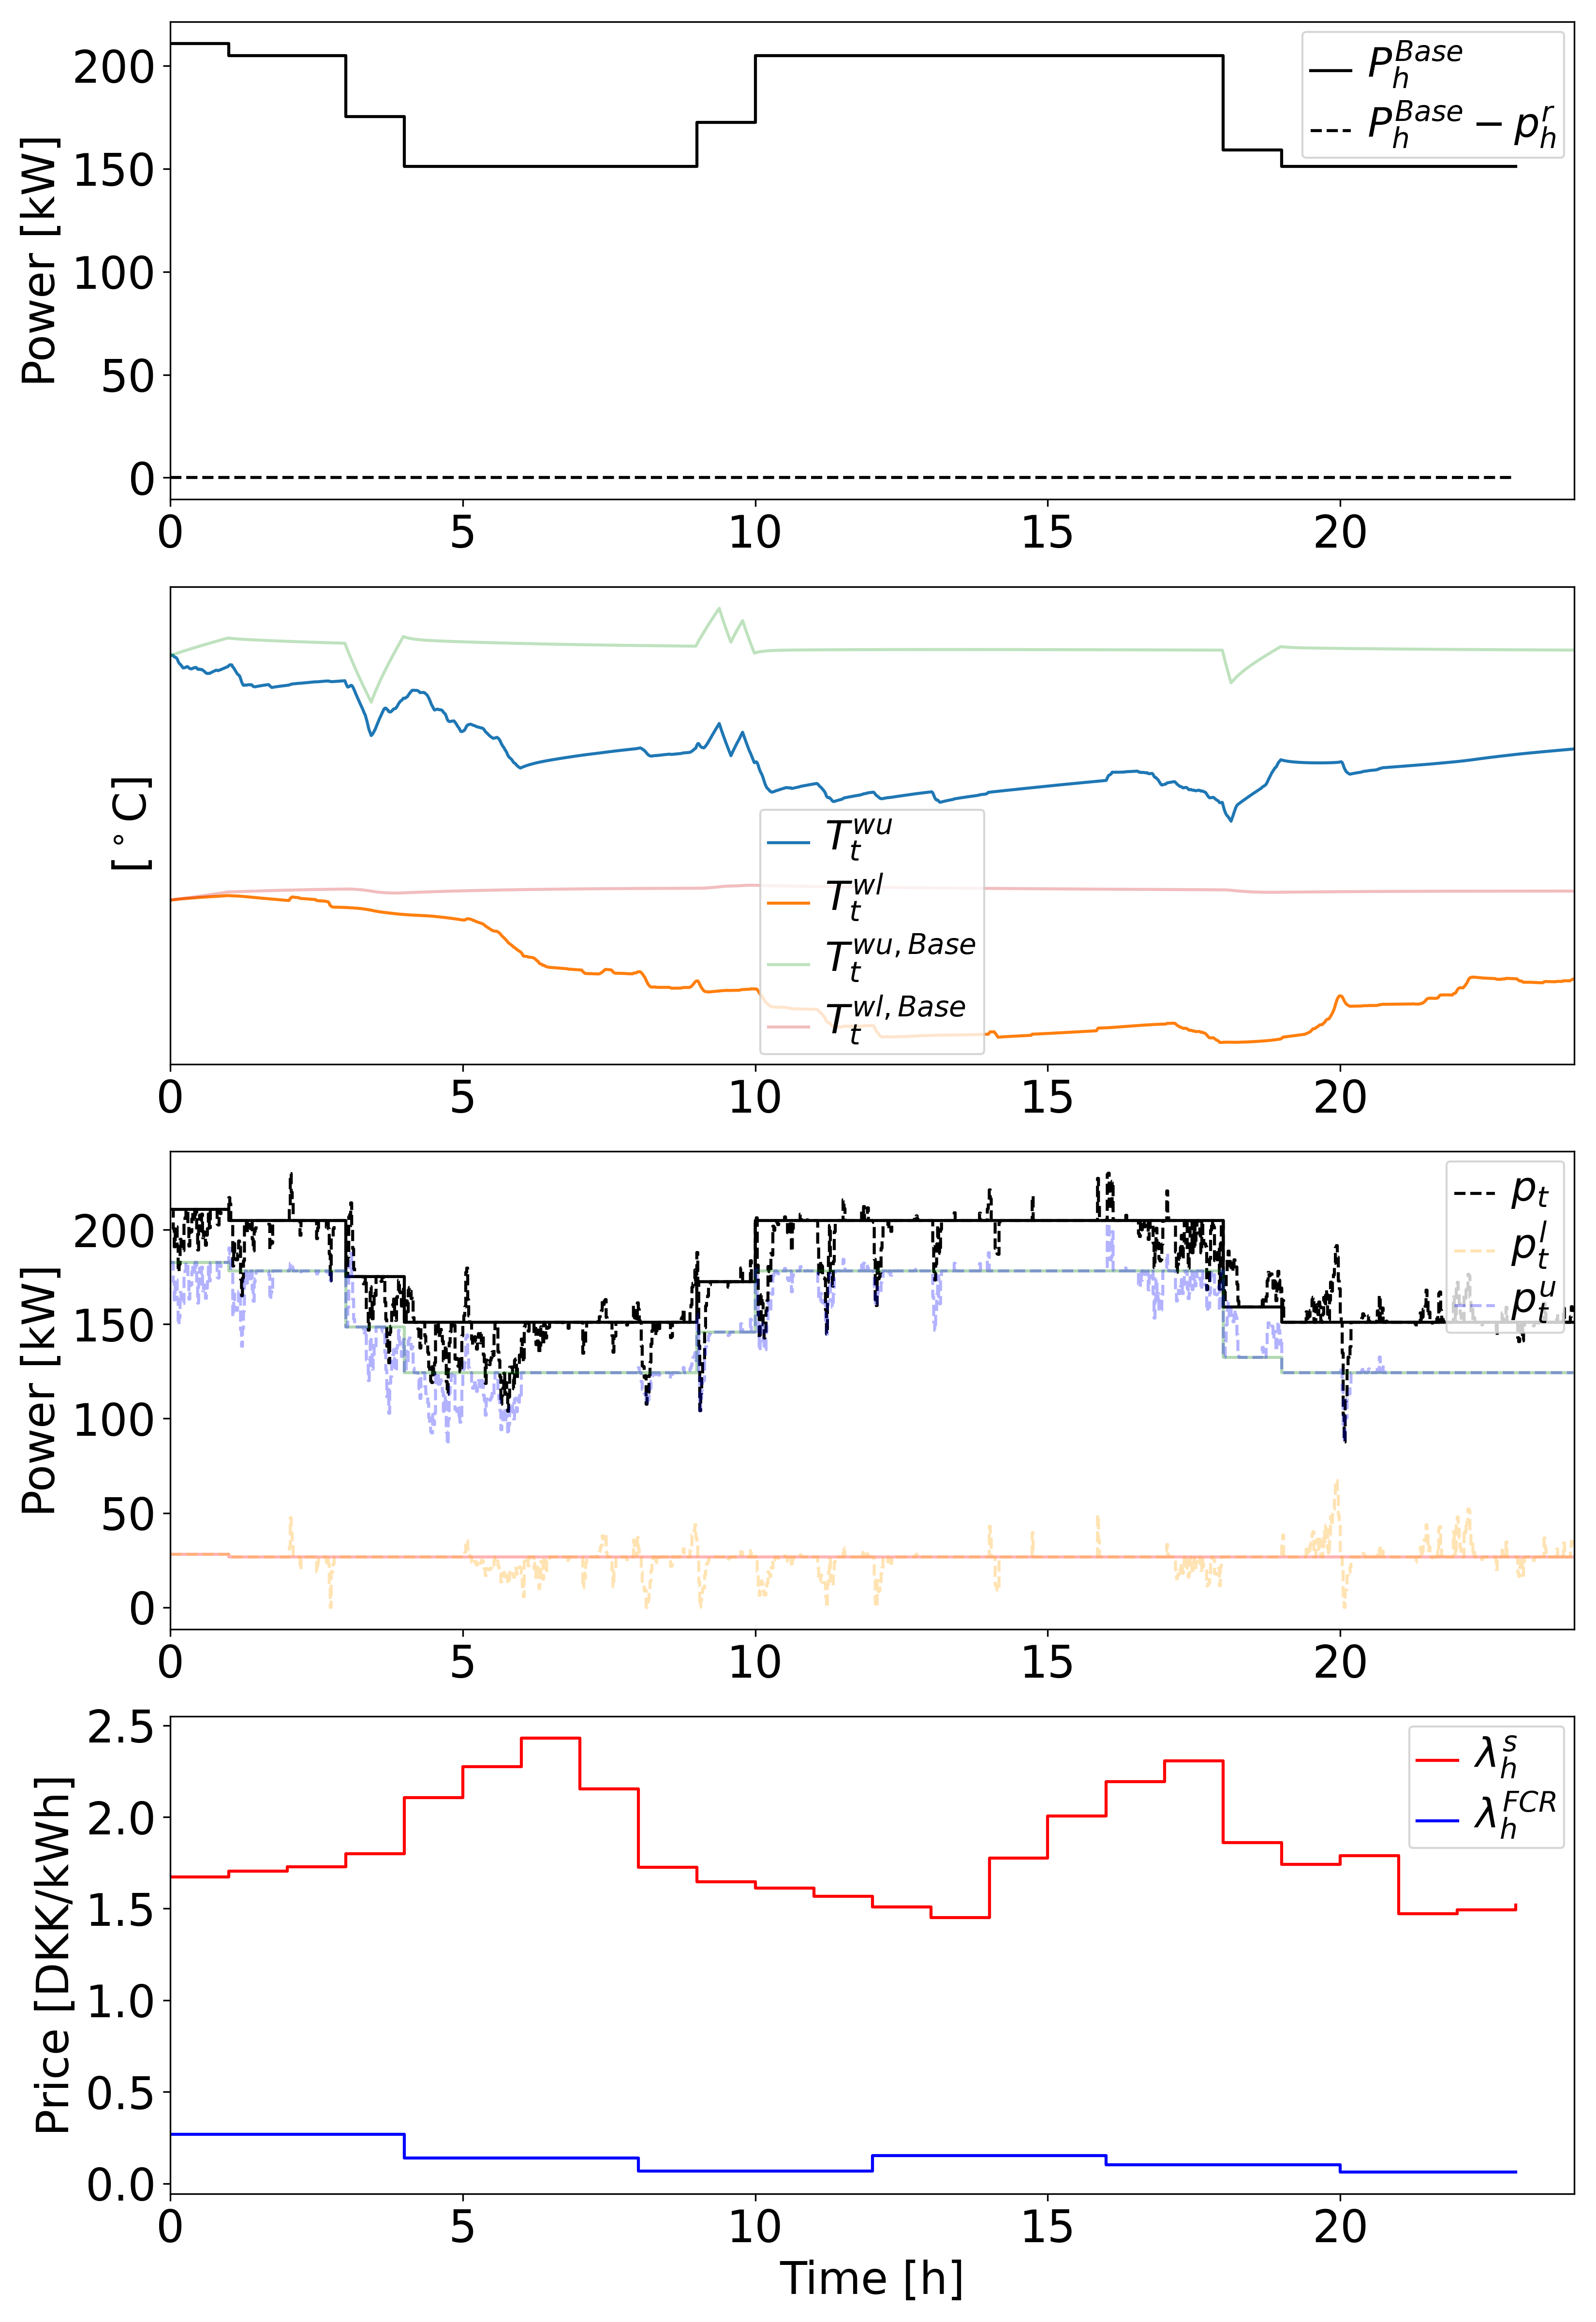 Power [kW]
200
150
100
50
0
P_h^{Base}
P_h^{Base} − p_h^r
0 5 10 15 20
[°C]
T_t^{wu}
T_t^{wl}
T_t^{wu, Base}
T_t^{wl, Base}
0 5 10 15 20
Power [kW]
200
150
100
50
0
p_t
p_t^l
p_t^u
0 5 10 15 20
Price [DKK/kWh]
2.5
2.0
1.5
1.0
0.5
0.0
λ_h^s
λ_h^{FCR}
0 5 10 15 20
Time [h]